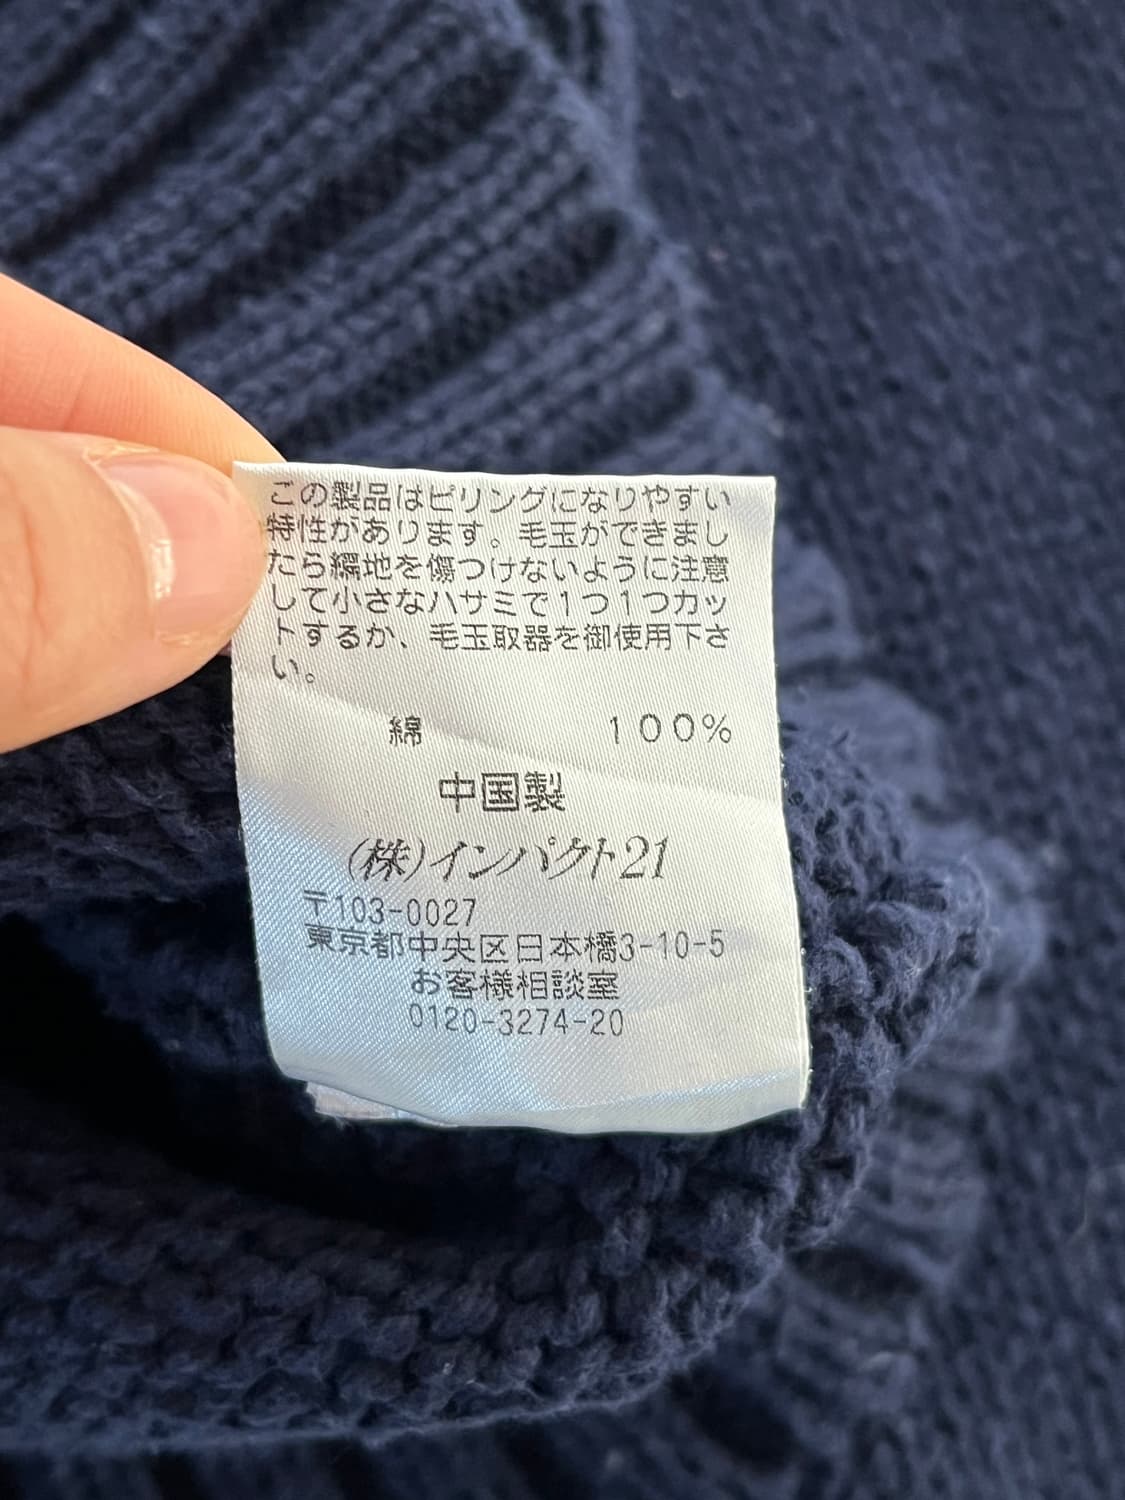 この製品はピリングになりやすい
特性があります。毛玉ができまし
たら編地を傷つけないように注意
して小さなハサミで1つ1つカッ
トするか、毛玉取器を御使用下さ
い。
綿 100%
中国製
(株)インパクト21
〒103-0027
東京都中央区日本橋3-10-5
お客様相談室
0120-3274-20